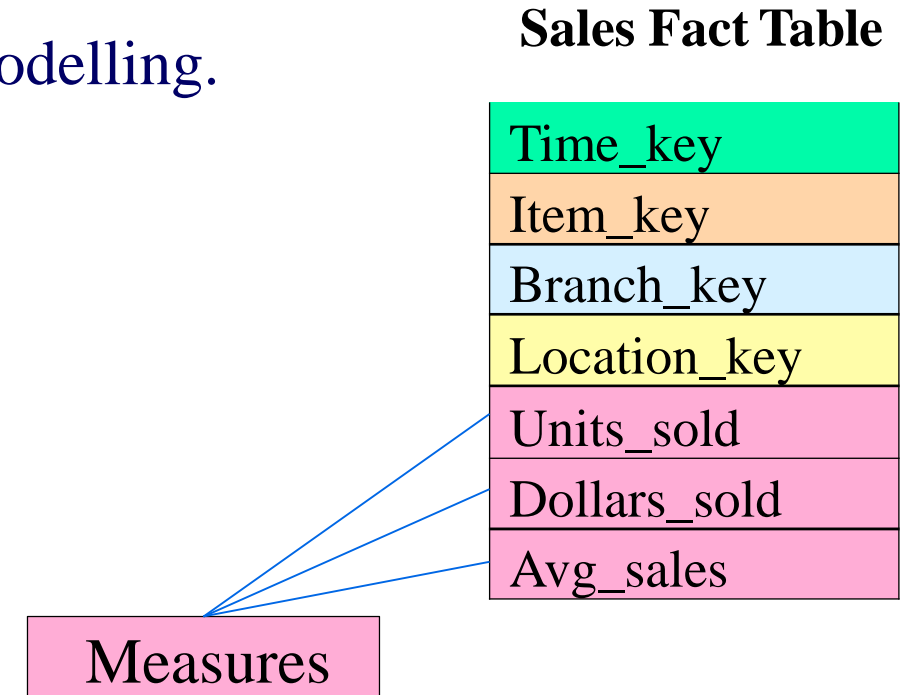 Sales Fact Table
odelling.
Time_key
Item_key
Branch_key
Location_key
Units_sold
Dollars_sold
Avg_sales
Measures